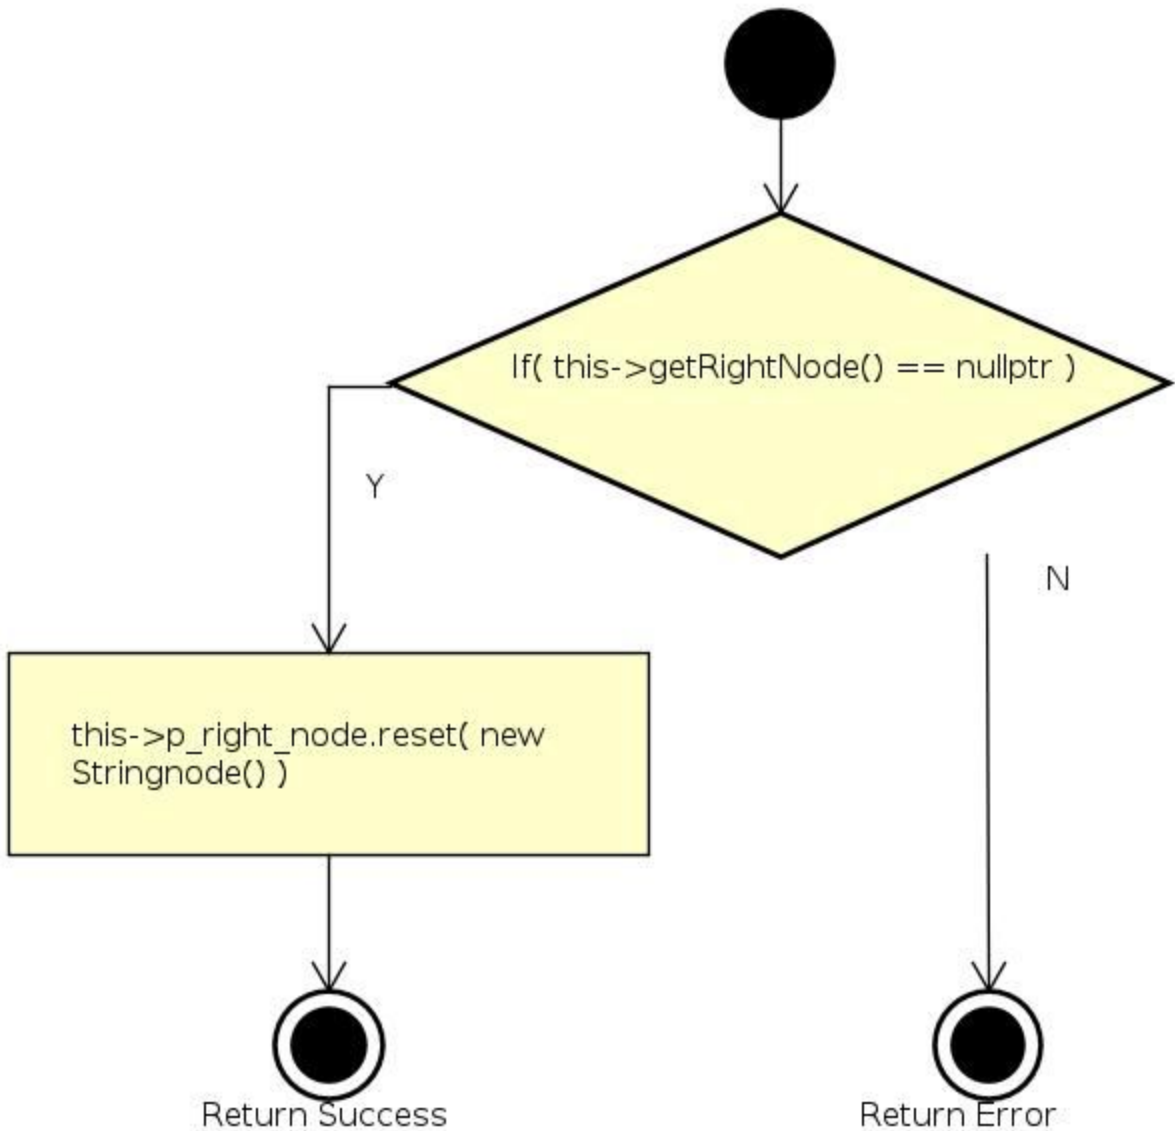 If( this->getRightNode() == nullptr )
Y
N
this->p_right_node.reset( new
Stringnode() )
Return Success
Return Error